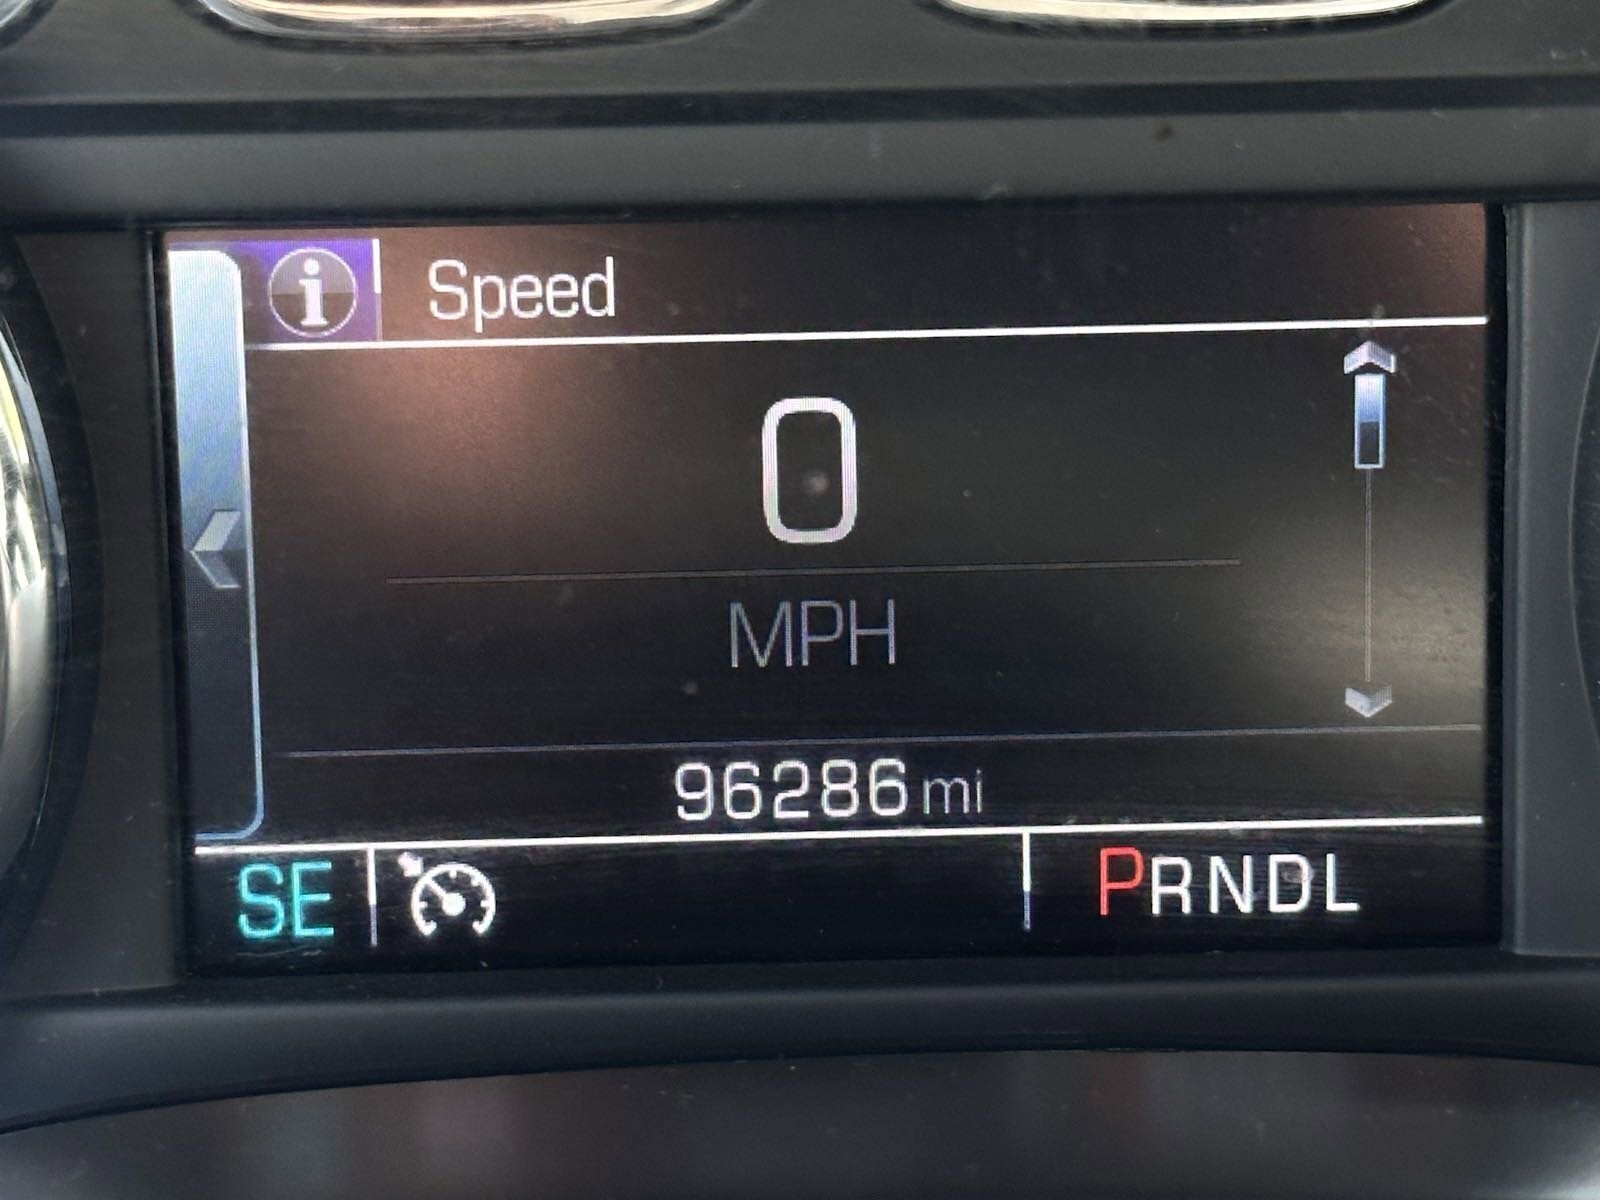 i Speed
0
MPH
96286 mi
SE PRNDL